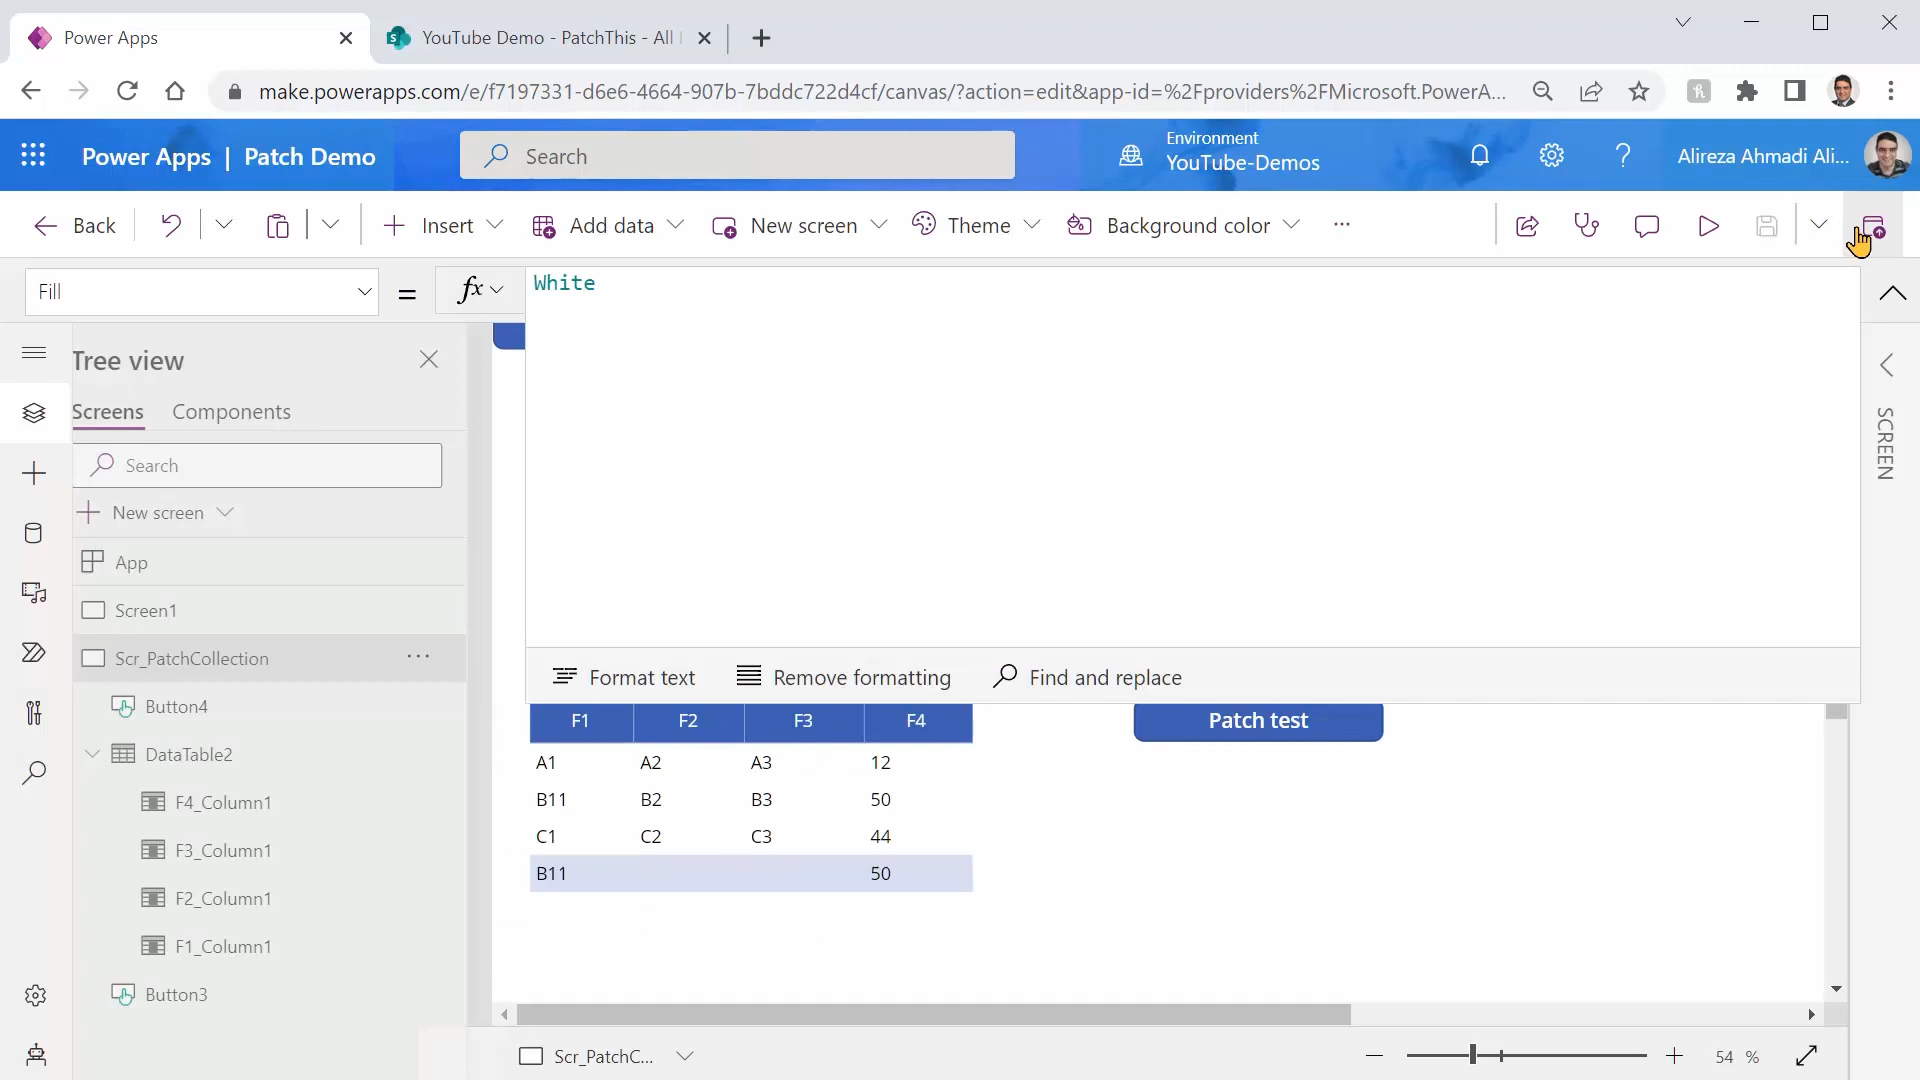 Power Apps
YouTube Demo - PatchThis - All
make.powerapps.com/e/f7197331-d6e6-4664-907b-7bddc722d4cf/canvas/?action=edit&app-id=%2Fproviders%2FMicrosoft.PowerA...
Power Apps | Patch Demo
Search
Environment
YouTube-Demos
Alireza Ahmadi Ali...
Back
Insert
Add data
New screen
Theme
Background color
Fill
=
fx
White
Tree view
Screens
Components
Search
New screen
App
Screen1
Scr_PatchCollection
Button4
DataTable2
F4_Column1
F3_Column1
F2_Column1
F1_Column1
Button3
Format text
Remove formatting
Find and replace
F1 F2 F3 F4
A1 A2 A3 12
B11 B2 B3 50
C1 C2 C3 44
B11 50
Patch test
SCREEN
Scr_PatchC...
54 %